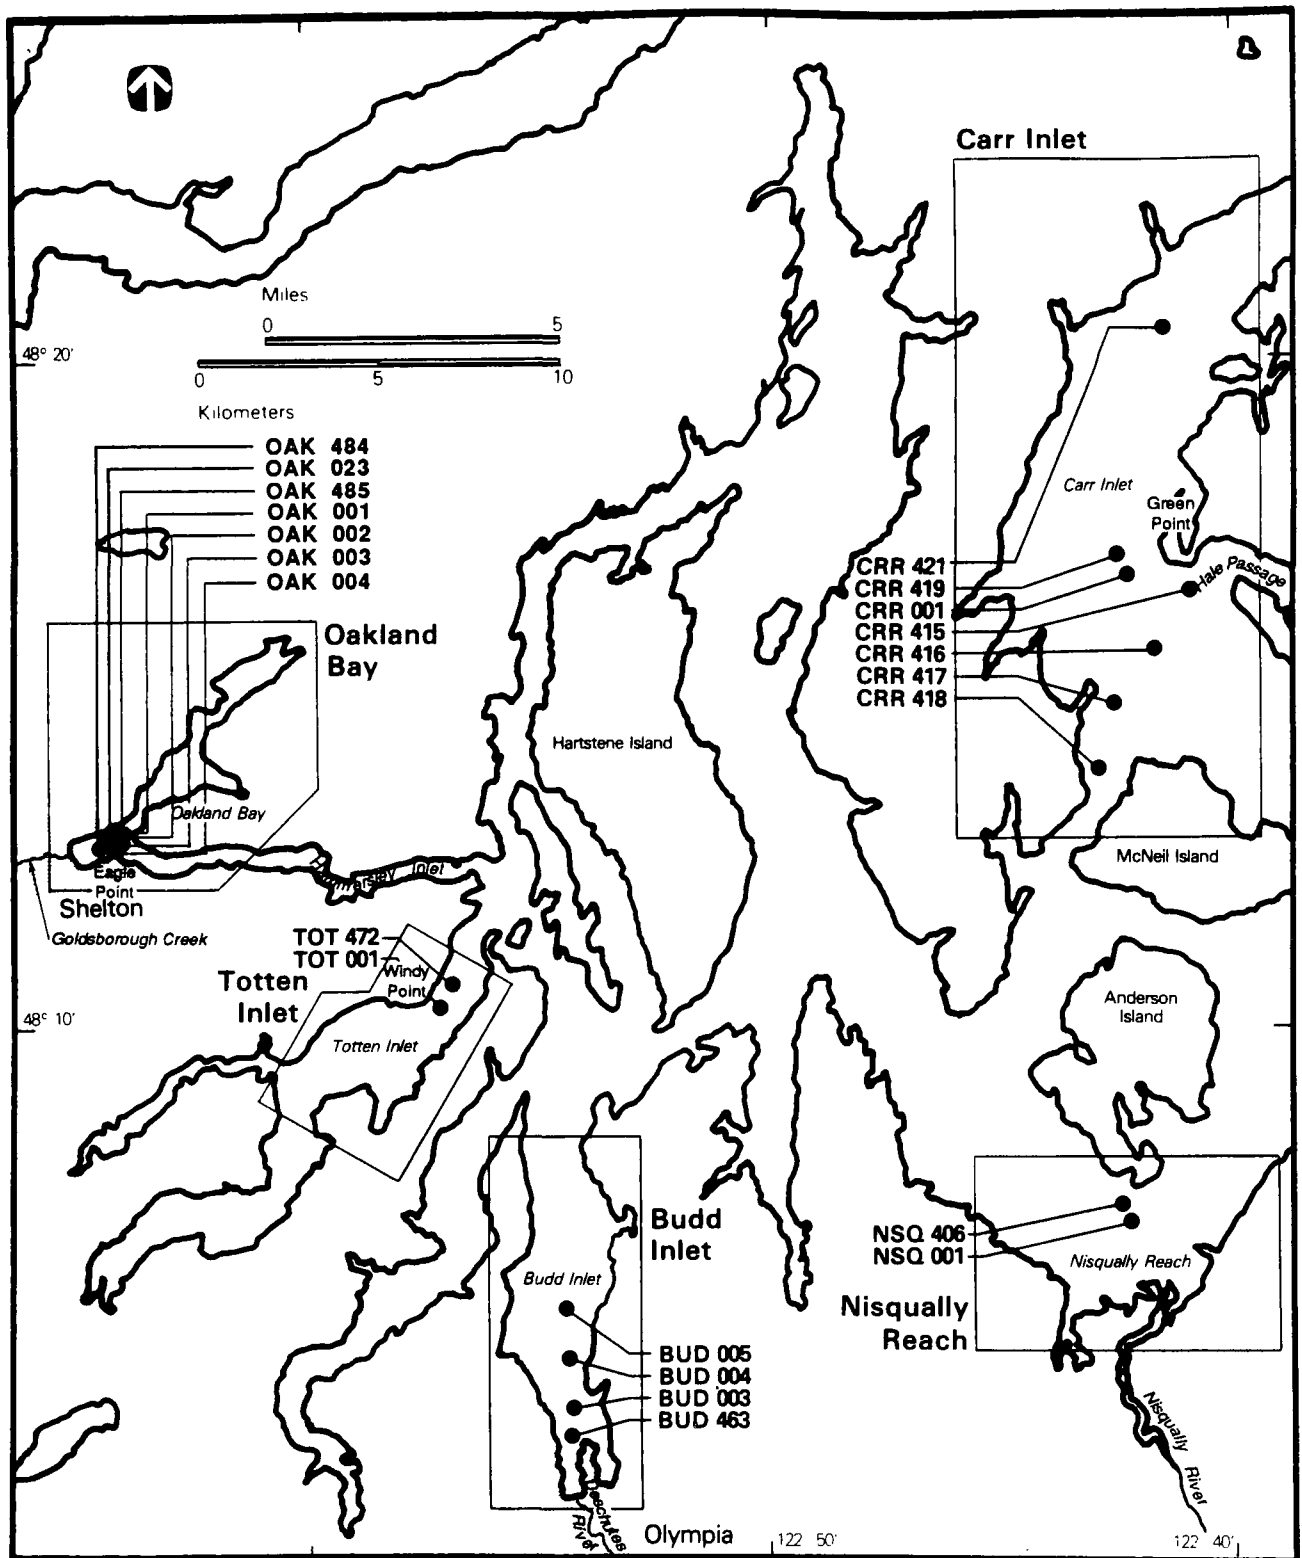 Carr Inlet
Miles
0 5
48° 20'
0 5 10
Kilometers
OAK 484
OAK 023
OAK 485
OAK 001
OAK 002
OAK 003
OAK 004
Carr Inlet
Green
Point
Hale Passage
CRR 421
CRR 419
CRR 001
CRR 415
CRR 416
CRR 417
CRR 418
Oakland
Bay
Hartstene Island
Oakland Bay
Eagle
Point
Shelton
Inlet
McNeil Island
Goldsborough Creek
TOT 472
TOT 001
Windy
Point
Totten
Inlet
Anderson
Island
48° 10'
Totten Inlet
Budd
Inlet
NSQ 406
NSQ 001
Nisqually Reach
Budd Inlet
Nisqually
Reach
BUD 005
BUD 004
BUD 003
BUD 463
Nisqually
River
Deschutes
River
Olympia
122 50'
122 40'